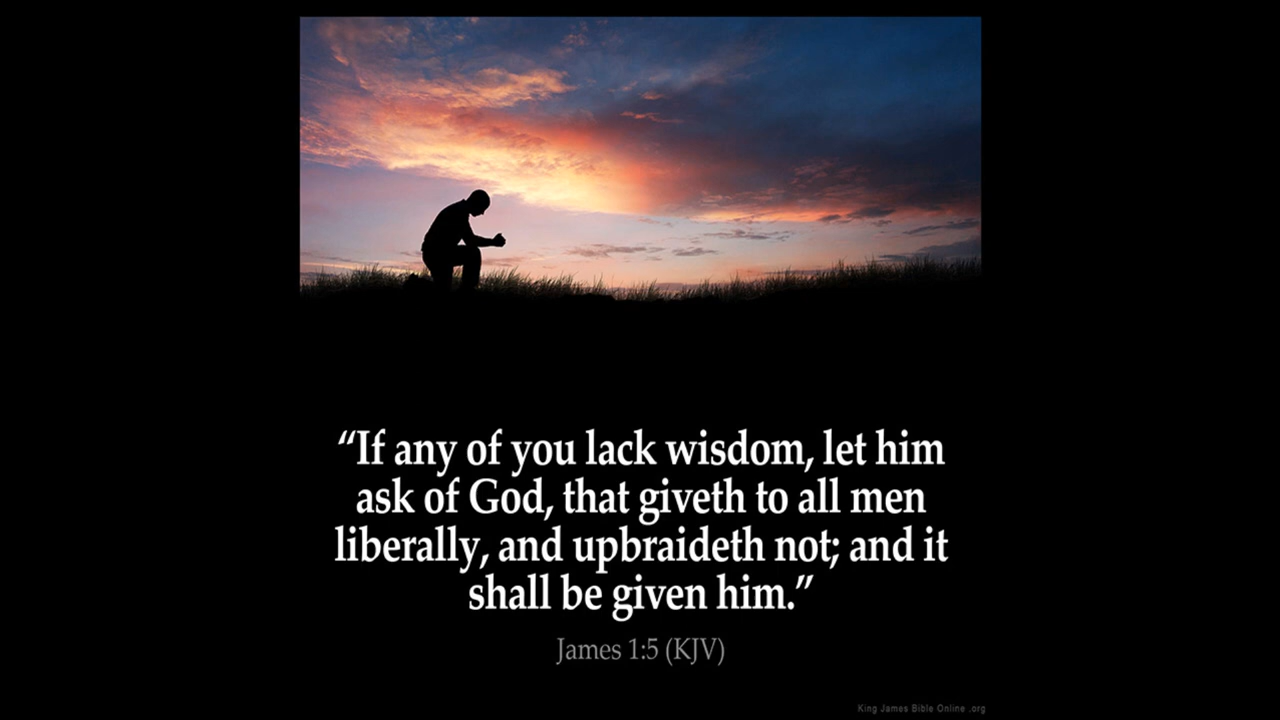 “If any of you lack wisdom, let him
ask of God, that giveth to all men
liberally, and upbraideth not; and it
shall be given him.”
James 1:5 (KJV)
King James Bible Online .org